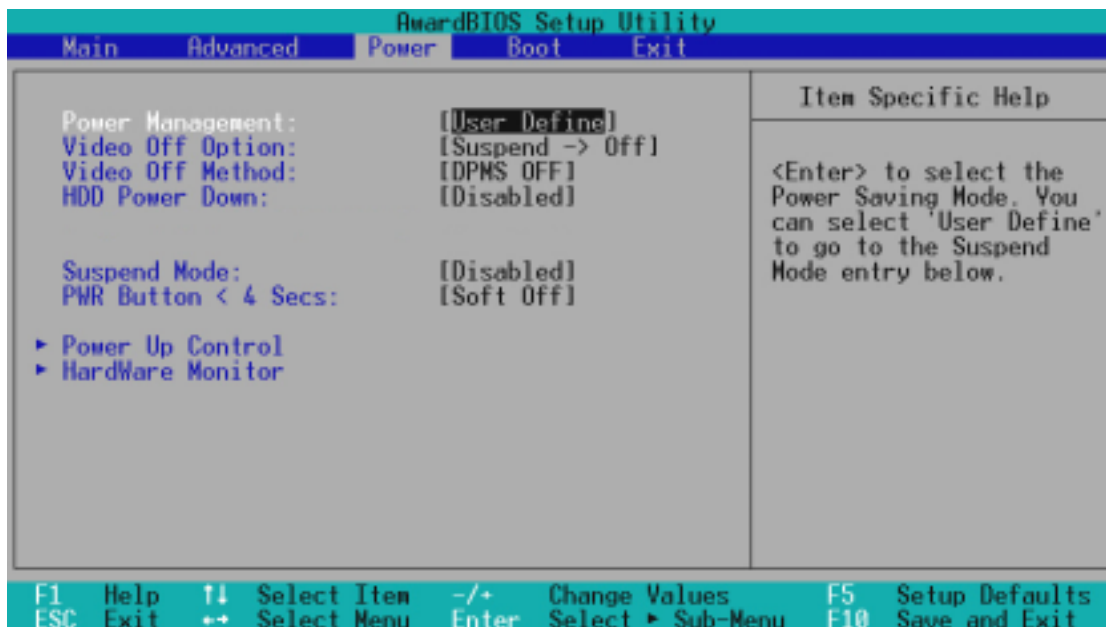 AwardBIOS Setup Utility
Main Advanced Power Boot Exit
Power Management: [User Define]
Video Off Option: [Suspend -> Off]
Video Off Method: [DPMS OFF]
HDD Power Down: [Disabled]
Suspend Mode: [Disabled]
PWR Button < 4 Secs: [Soft Off]
▸ Power Up Control
▸ HardWare Monitor
Item Specific Help
<Enter> to select the
Power Saving Mode. You
can select 'User Define'
to go to the Suspend
Mode entry below.
F1 Help ↑↓ Select Item -/+ Change Values F5 Setup Defaults
ESC Exit ←→ Select Menu Enter Select ▸ Sub-Menu F10 Save and Exit